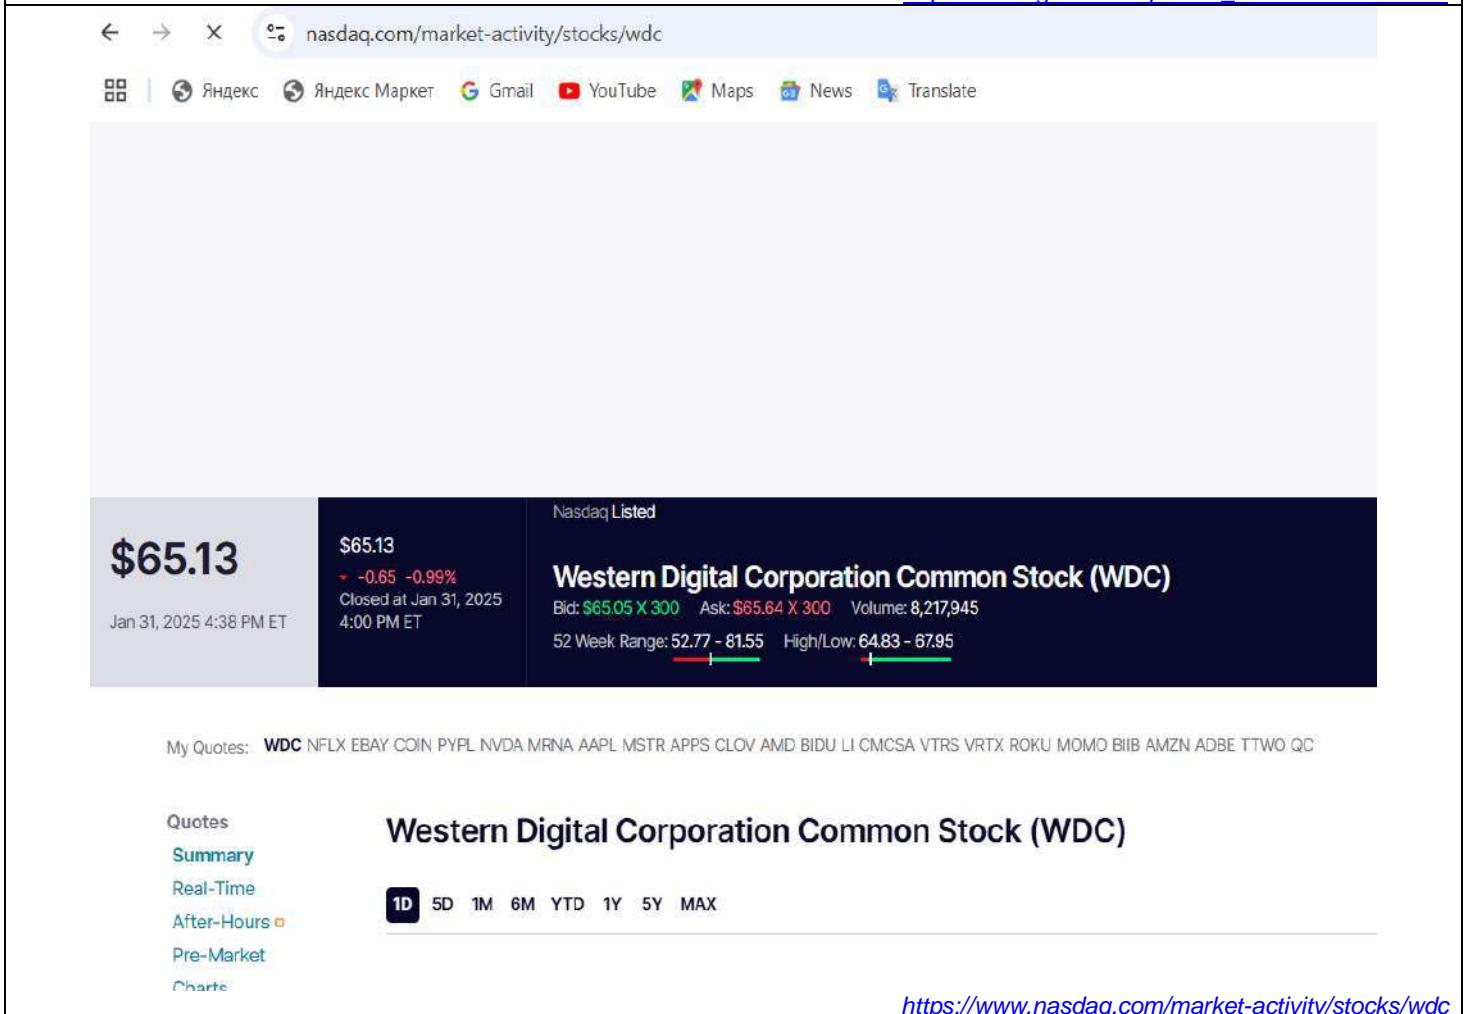 nasdaq.com/market-activity/stocks/wdc
Яндекс Яндекс Маркет Gmail YouTube Maps News Translate
Nasdaq Listed
$65.13
Jan 31, 2025 4:38 PM ET
$65.13
-0.65 -0.99%
Closed at Jan 31, 2025
4:00 PM ET
Western Digital Corporation Common Stock (WDC)
Bid: $65.05 X 300 Ask: $65.64 X 300 Volume: 8,217,945
52 Week Range: 52.77 - 81.55 High/Low: 64.83 - 67.95
My Quotes: WDC NFLX EBAY COIN PYPL NVDA MRNA AAPL MSTR APPS CLOV AMD BIDU LI CMCSA VTRS VRTX ROKU MOMO BIIB AMZN ADBE TTWO QC
Quotes
Summary
Real-Time
After-Hours
Pre-Market
Charts
Western Digital Corporation Common Stock (WDC)
1D 5D 1M 6M YTD 1Y 5Y MAX
https://www.nasdaq.com/market-activity/stocks/wdc